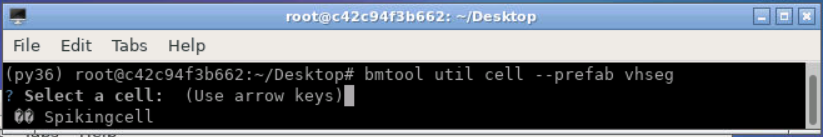 root@c42c94f3b662: ~/Desktop
File Edit Tabs Help
(py36) root@c42c94f3b662:~/Desktop# bmtool util cell --prefab vhseg
? Select a cell:  (Use arrow keys)
�� Spikingcell